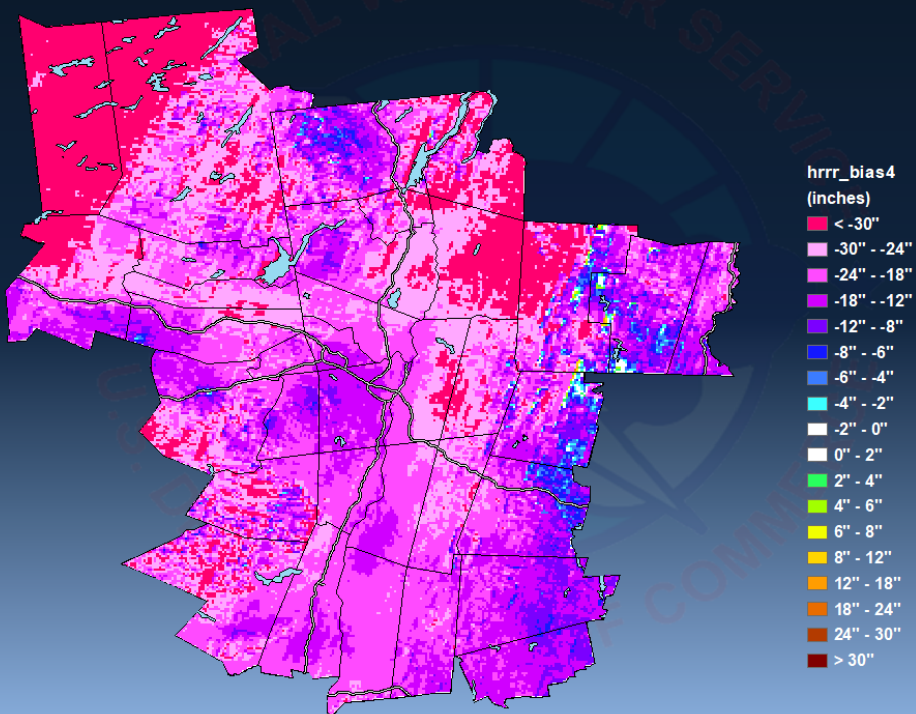 hrrr_bias4
(inches)
< -30"
-30" - -24"
-24" - -18"
-18" - -12"
-12" - -8"
-8" - -6"
-6" - -4"
-4" - -2"
-2" - 0"
0" - 2"
2" - 4"
4" - 6"
6" - 8"
8" - 12"
12" - 18"
18" - 24"
24" - 30"
> 30"